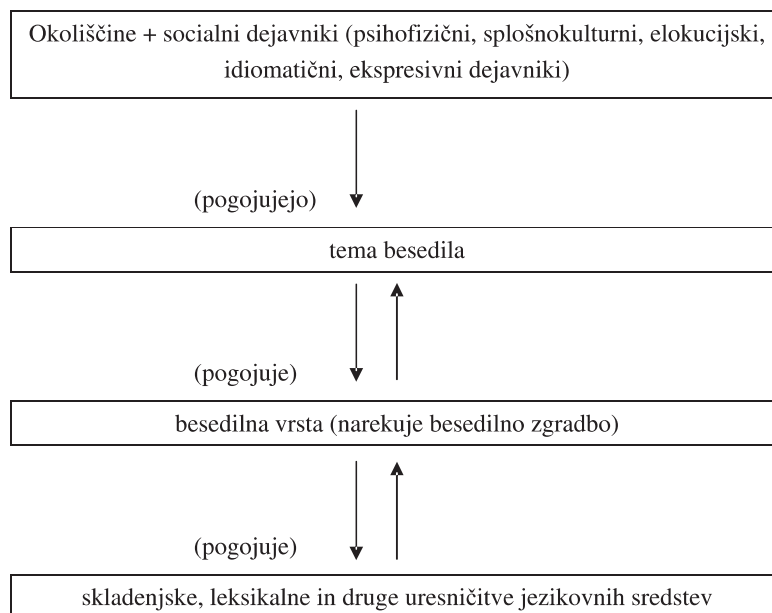 Okoliščine + socialni dejavniki (psihofizični, splošnokulturni, elokucijski,
idiomatični, ekspresivni dejavniki)
(pogojujejo)
tema besedila
(pogojuje)
besedilna vrsta (narekuje besedilno zgradbo)
(pogojuje)
skladenjske, leksikalne in druge uresničitve jezikovnih sredstev